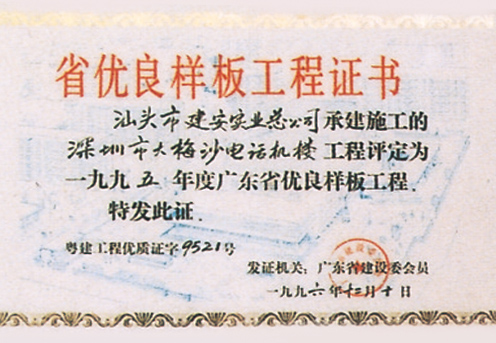 省优良样板工程证书
汕头市建安实业总公司承建施工的
深圳市大梅沙电话机楼工程评定为
一九九五年度广东省优良样板工程.
特发此证.
粤建工程优质证字9521号
发证机关：广东省建设委会员
一九九六年十二月十日